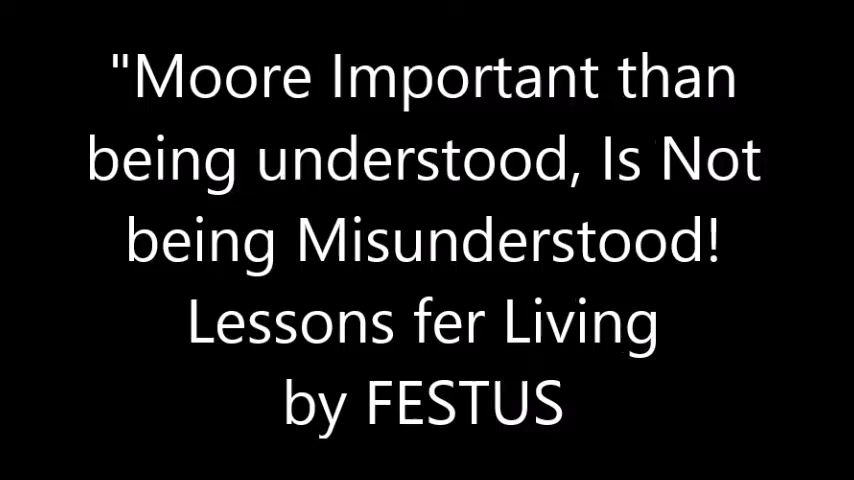 "Moore Important than
being understood, Is Not
being Misunderstood!
Lessons fer Living
by FESTUS